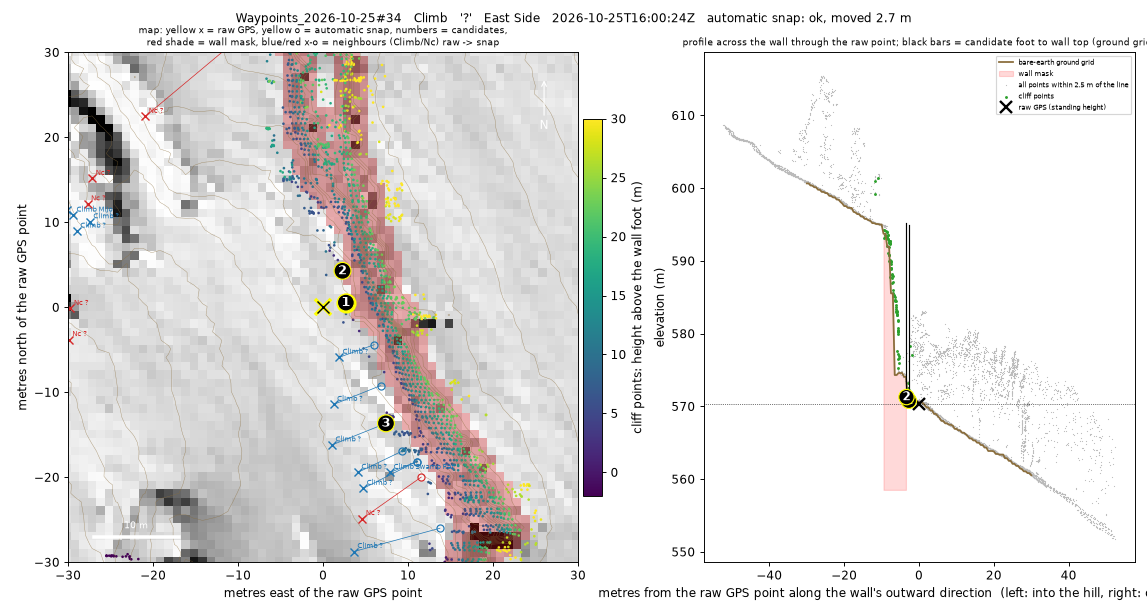 Waypoints_2026-10-25#34 Climb '?' East Side 2026-10-25T16:00:24Z automatic snap: ok, moved 2.7 m
map: yellow x = raw GPS, yellow o = automatic snap, numbers = candidates,
red shade = wall mask, blue/red x-o = neighbours (Climb/Nc) raw -> snap
profile across the wall through the raw point; black bars = candidate foot to wall top (ground gri
30
20
10
0
−10
−20
−30
metres north of the raw GPS point
−30
−20
−10
0
10
20
30
metres east of the raw GPS point
N
10 m
Nc ?
Nc ?
Nc ?
Climb ?
Nc ?
Nc ?
Climb ?
Climb ?
Climb ?
Climb ?
Climb ?
Nc ?
Climb ?
1
2
3
30
25
20
15
10
5
0
cliff points: height above the wall foot (m)
bare-earth ground grid
wall mask
all points within 2.5 m of the line
cliff points
raw GPS (standing height)
2
610
600
590
580
570
560
550
elevation (m)
−40
−20
0
20
40
metres from the raw GPS point along the wall's outward direction (left: into the hill, right: